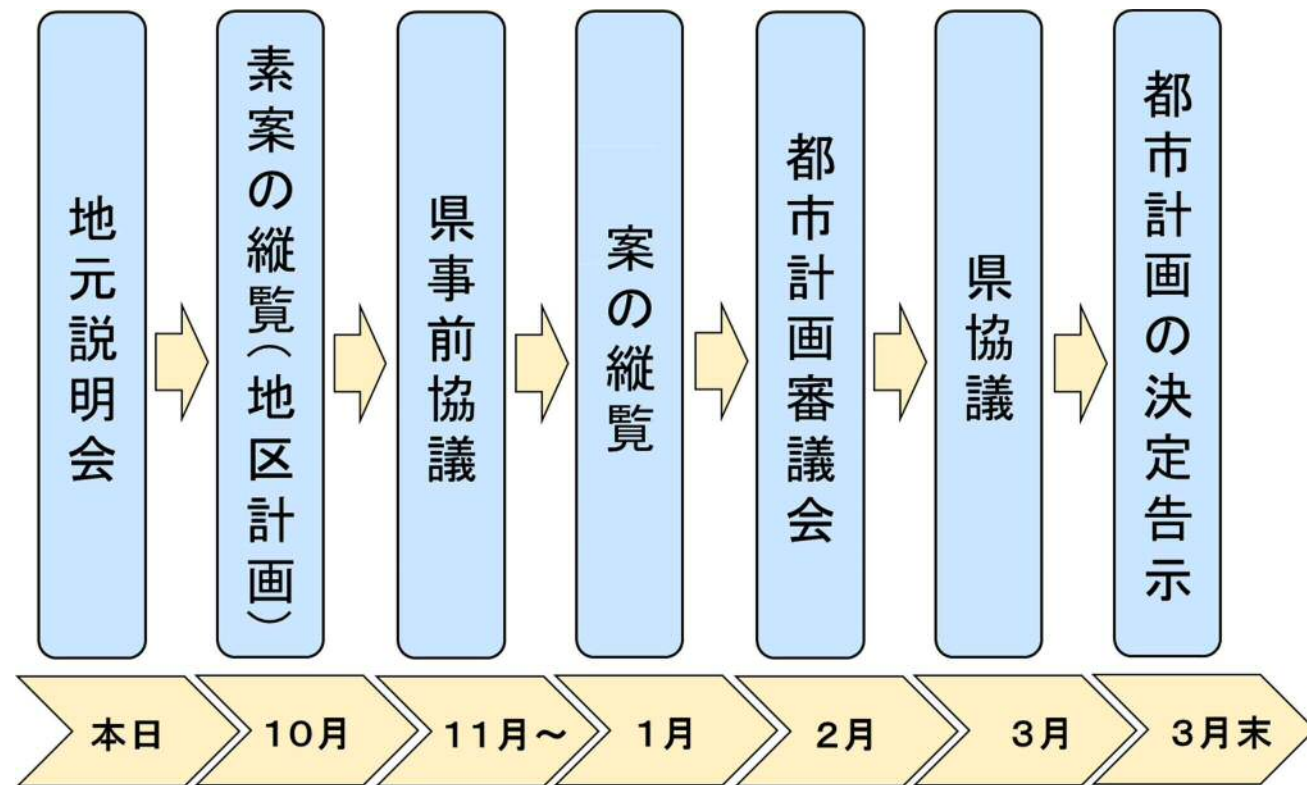 地元説明会
素案の縦覧（地区計画）
県事前協議
案の縦覧
都市計画審議会
県協議
都市計画の決定告示
本日
１０月
１１月～
１月
２月
３月
３月末